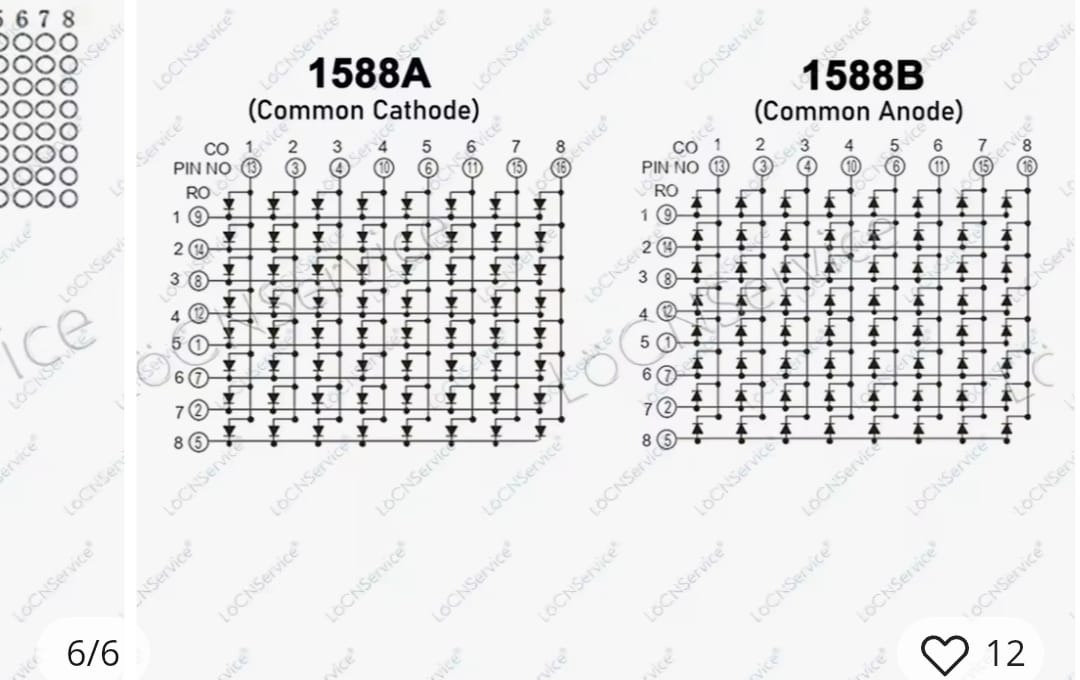 5 6 7 8
1588A
(Common Cathode)
CO 1 2 3 4 5 6 7 8
PIN NO 13 3 4 10 6 11 15 16
RO
1 9
2 14
3 8
4 12
5 1
6 7
7 2
8 5
1588B
(Common Anode)
CO 1 2 3 4 5 6 7 8
PIN NO 13 3 4 10 6 11 15 16
RO
1 9
2 14
3 8
4 12
5 1
6 7
7 2
8 5
LOCNService
6/6
12